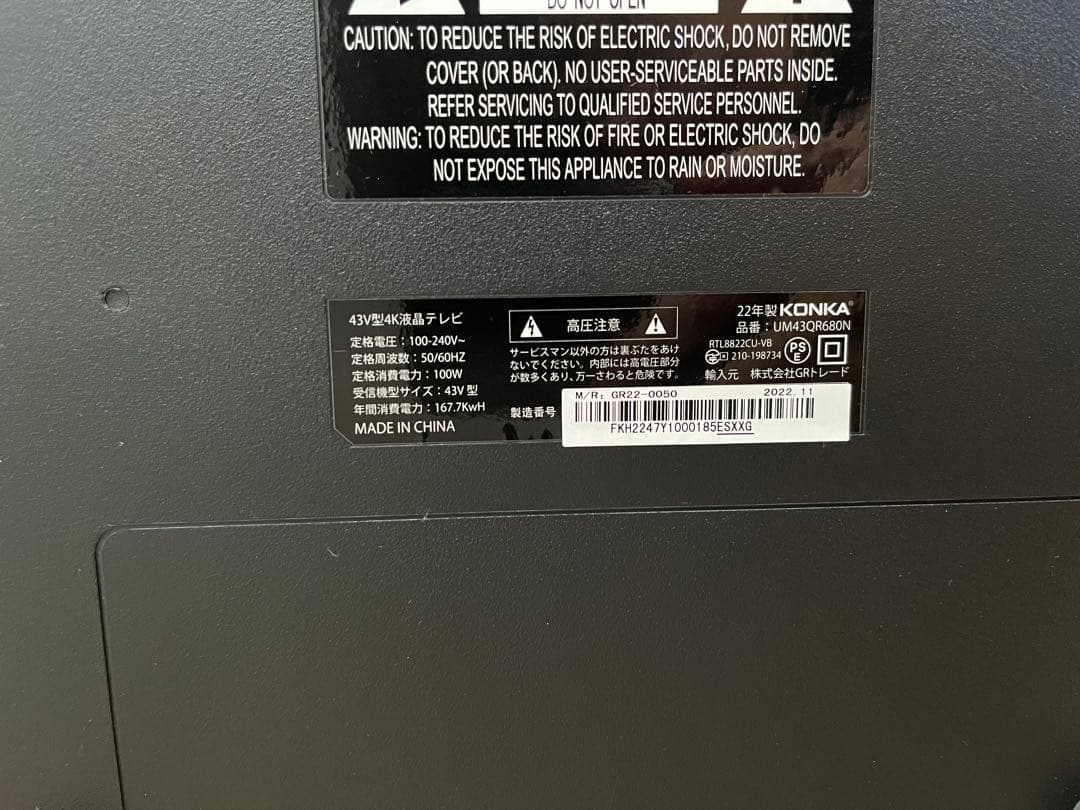 DO NOT OPEN
CAUTION: TO REDUCE THE RISK OF ELECTRIC SHOCK, DO NOT REMOVE
COVER (OR BACK). NO USER-SERVICEABLE PARTS INSIDE.
REFER SERVICING TO QUALIFIED SERVICE PERSONNEL.
WARNING: TO REDUCE THE RISK OF FIRE OR ELECTRIC SHOCK, DO
NOT EXPOSE THIS APPLIANCE TO RAIN OR MOISTURE.
43V型4K液晶テレビ
定格電圧：100-240V~
定格周波数：50/60HZ
定格消費電力：100W
受信機型サイズ：43V 型
年間消費電力：167.7KwH
MADE IN CHINA
高圧注意
サービスマン以外の方は裏ぶたをあけ
ないでください。内部には高電圧部分
が数多くあり、万一さわると危険です。
製造番号
22年製 KONKA®
品番：UM43QR680N
RTL8822CU-VB
R 210-198734
PS
E
輸入元 株式会社GRトレード
M/R: GR22-0050 2022.11
FKH2247Y1000185ESXXG